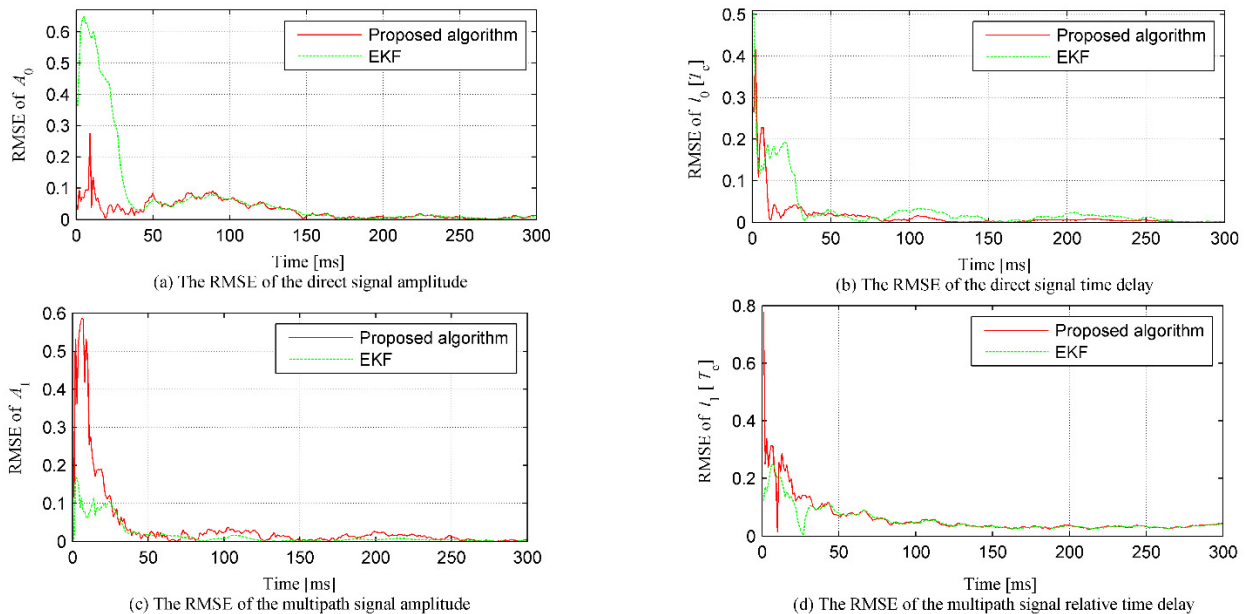 0.6
0.5
0.4
0.3
0.2
0.1
0
RMSE of A0
Proposed algorithm
EKF
0 50 100 150 200 250 300
Time [ms]
(a) The RMSE of the direct signal amplitude
0.5
0.4
0.3
0.2
0.1
0
RMSE of l0 [Tc]
Proposed algorithm
EKF
0 50 100 150 200 250 300
Time [ms]
(b) The RMSE of the direct signal time delay
0.6
0.5
0.4
0.3
0.2
0.1
0
RMSE of A1
Proposed algorithm
EKF
0 50 100 150 200 250 300
Time [ms]
(c) The RMSE of the multipath signal amplitude
0.8
0.6
0.4
0.2
0
RMSE of l1 [Tc]
Proposed algorithm
EKF
0 50 100 150 200 250 300
Time [ms]
(d) The RMSE of the multipath signal relative time delay